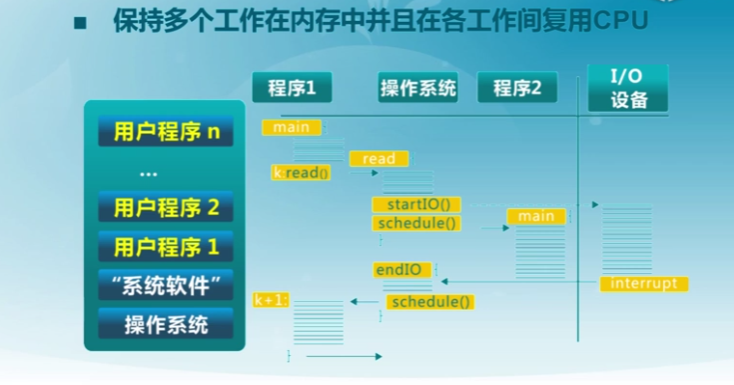 ■ 保持多个工作在内存中并且在各工作间复用CPU
程序1
操作系统
程序2
I/O
设备
用户程序 n
...
用户程序 2
用户程序 1
“系统软件”
操作系统
main
read
k:read()
startIO()
schedule()
main
endIO
interrupt
k+1:
schedule()